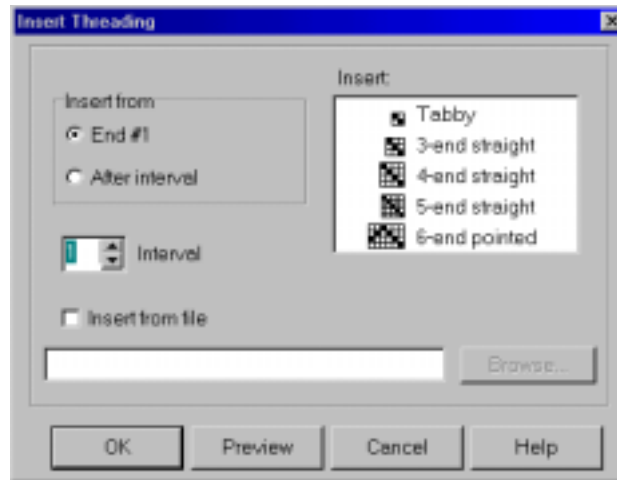 Insert Threading
Insert from
End #1
After interval
1 Interval
Insert from file
Insert:
Tabby
3-end straight
4-end straight
5-end straight
6-end pointed
Browse...
OK
Preview
Cancel
Help